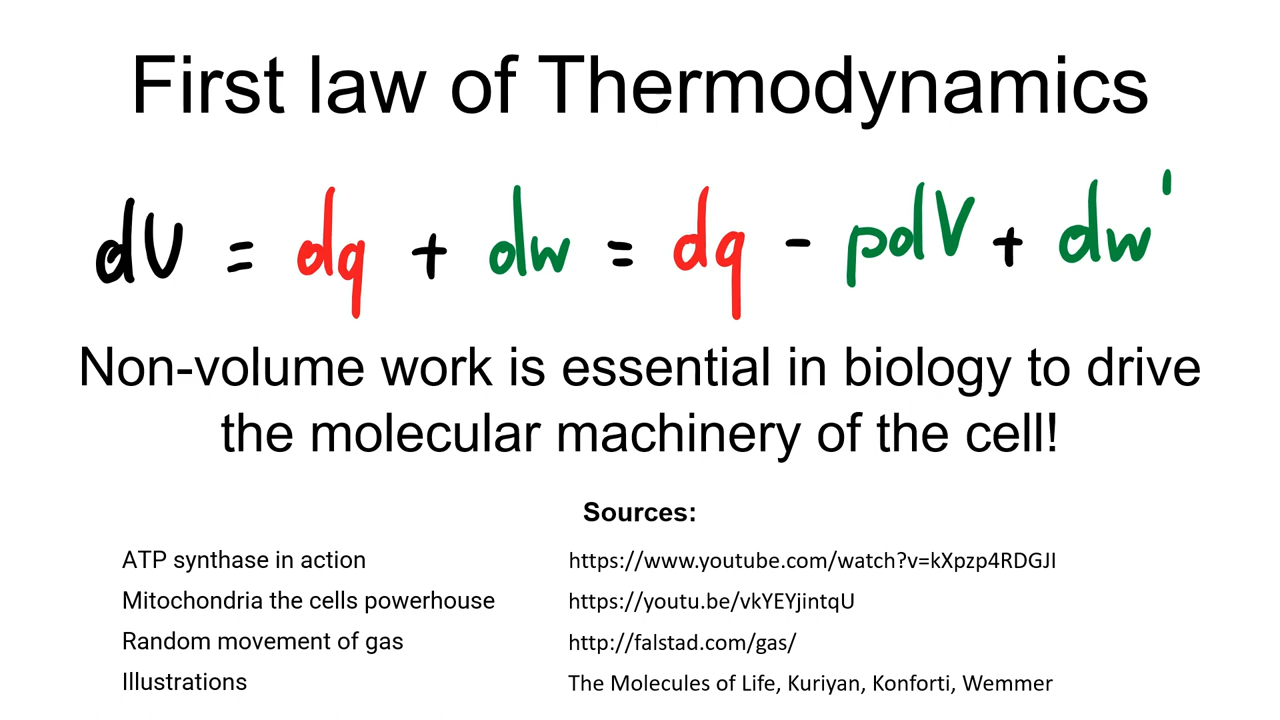 First law of Thermodynamics
dU = dq + dw = dq - pdV + dw'
Non-volume work is essential in biology to drive
the molecular machinery of the cell!
Sources:
ATP synthase in action https://www.youtube.com/watch?v=kXpzp4RDGJI
Mitochondria the cells powerhouse https://youtu.be/vkYEYjintqU
Random movement of gas http://falstad.com/gas/
Illustrations The Molecules of Life, Kuriyan, Konforti, Wemmer